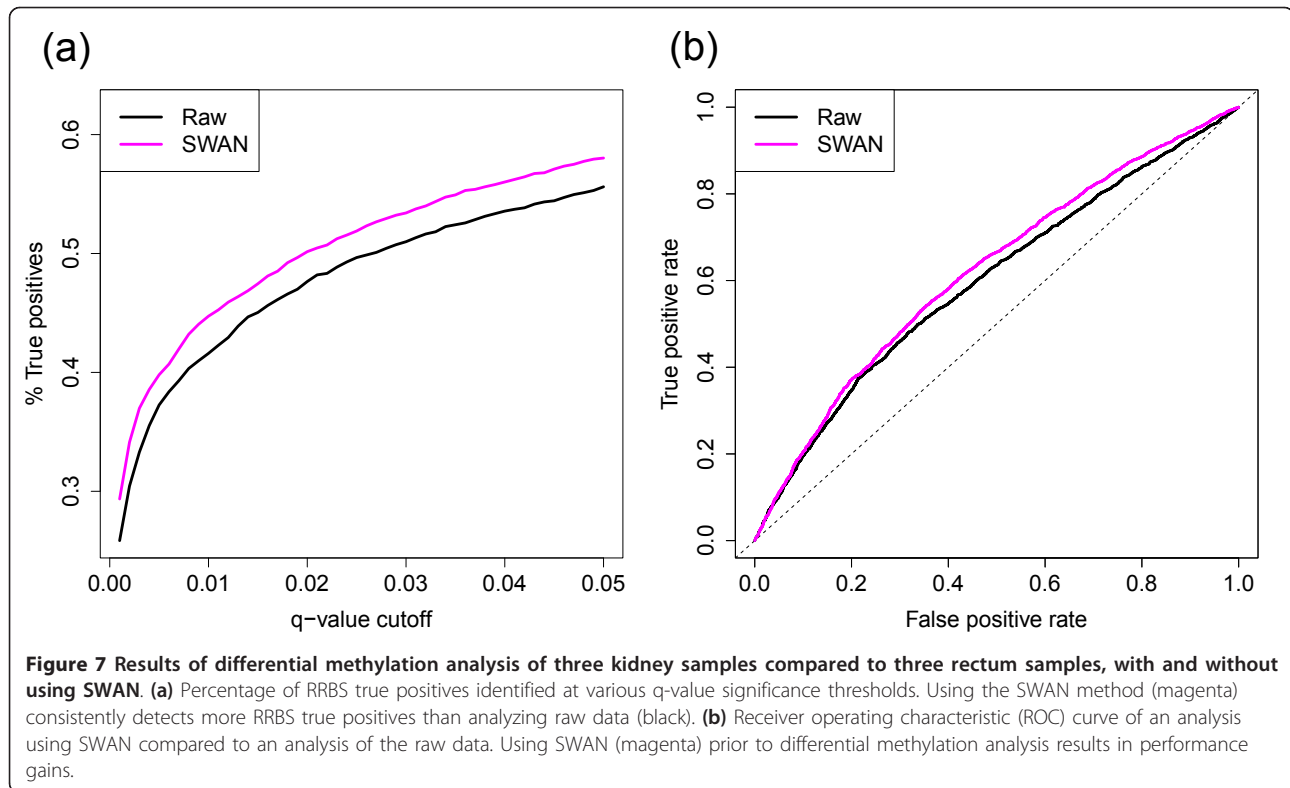 (a)
Raw
SWAN
% True positives
0.6
0.5
0.4
0.3
0.00 0.01 0.02 0.03 0.04 0.05
q−value cutoff
(b)
Raw
SWAN
True positive rate
1.0
0.8
0.6
0.4
0.2
0.0
0.0 0.2 0.4 0.6 0.8 1.0
False positive rate
Figure 7 Results of differential methylation analysis of three kidney samples compared to three rectum samples, with and without
using SWAN. (a) Percentage of RRBS true positives identified at various q-value significance thresholds. Using the SWAN method (magenta)
consistently detects more RRBS true positives than analyzing raw data (black). (b) Receiver operating characteristic (ROC) curve of an analysis
using SWAN compared to an analysis of the raw data. Using SWAN (magenta) prior to differential methylation analysis results in performance
gains.